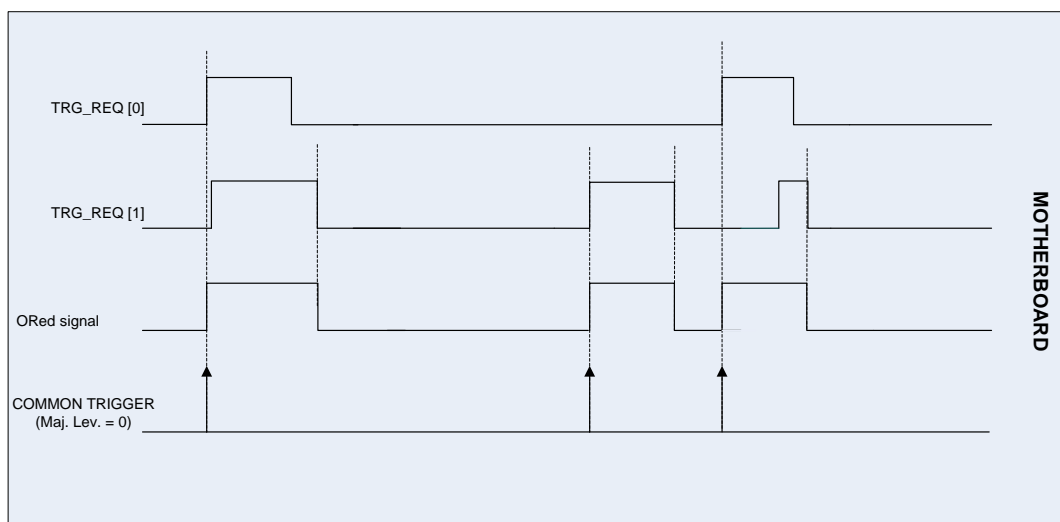 TRG_REQ [0]
TRG_REQ [1]
ORed signal
COMMON TRIGGER
(Maj. Lev. = 0)
MOTHERBOARD